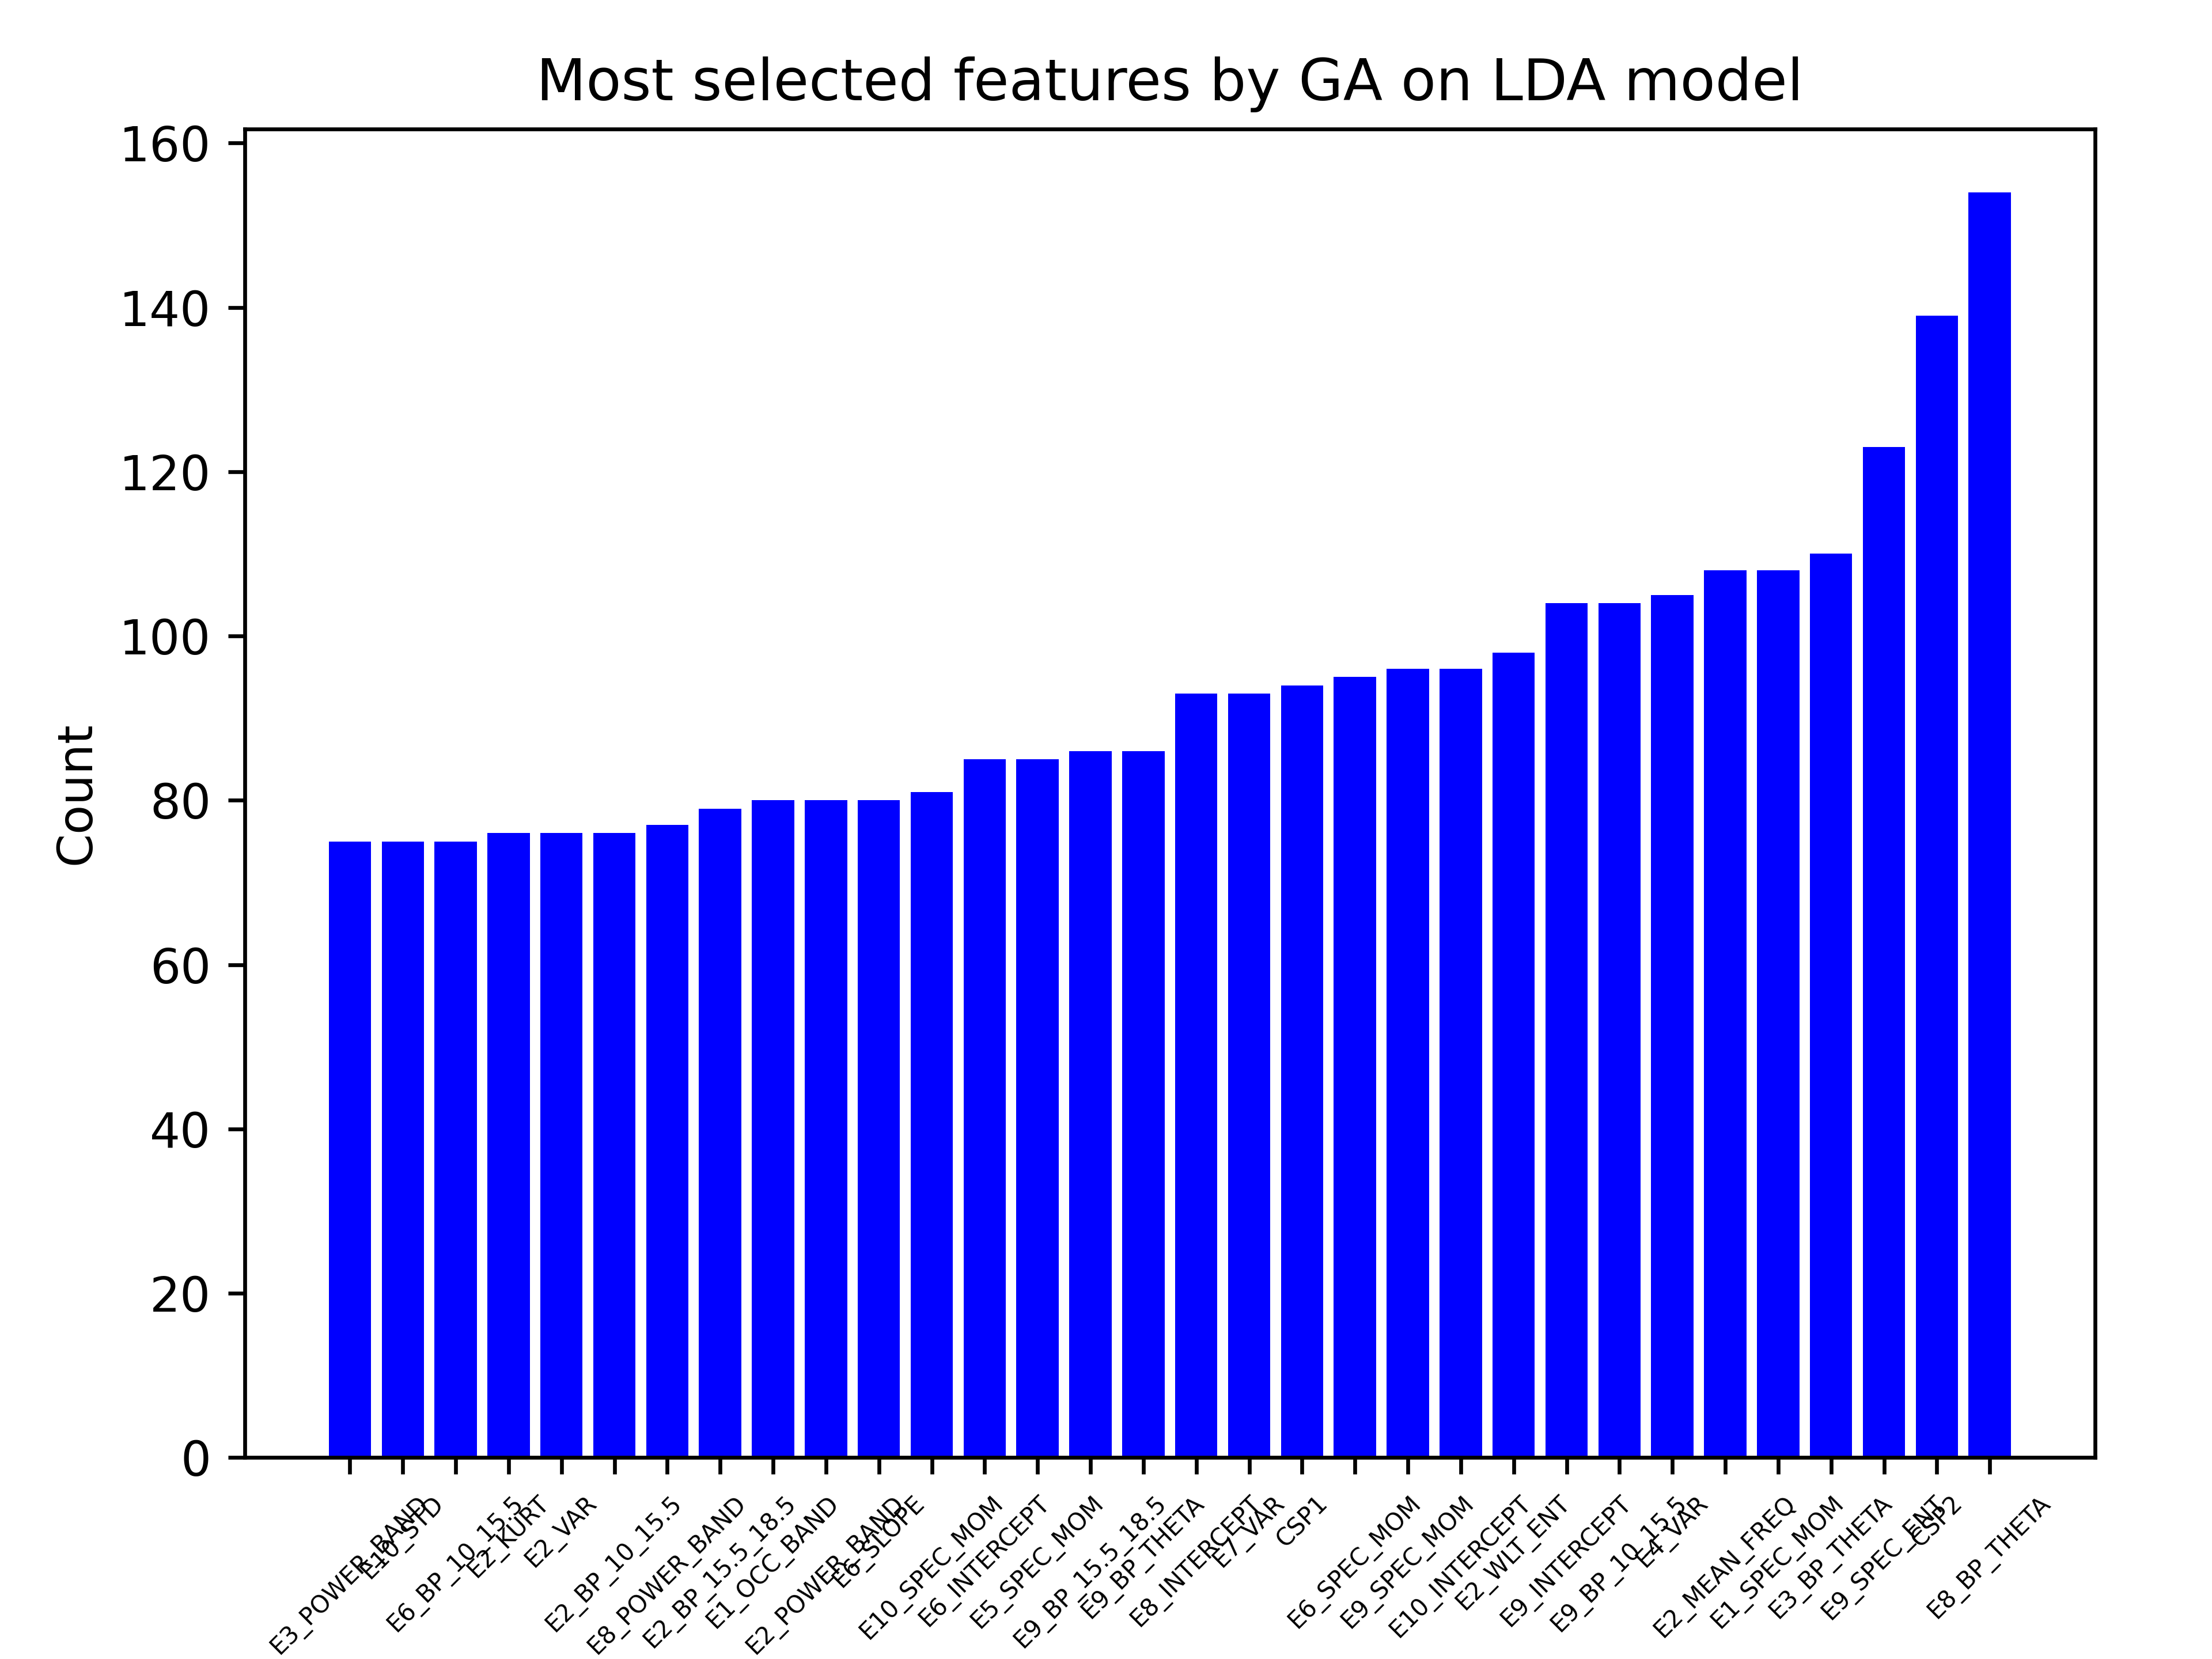 Most selected features by GA on LDA model
160
140
120
100
80
60
40
20
0
Count
E3_POWER_BAND
E10_STD
E6_BP_10_15.5
E2_KURT
E2_VAR
E2_BP_10_15.5
E8_POWER_BAND
E2_BP_15.5_18.5
E1_OCC_BAND
E2_POWER_BAND
E6_SLOPE
E10_SPEC_MOM
E6_INTERCEPT
E5_SPEC_MOM
E9_BP_15.5_18.5
E9_BP_THETA
E8_INTERCEPT
E7_VAR
CSP1
E6_SPEC_MOM
E9_SPEC_MOM
E10_INTERCEPT
E2_WLT_ENT
E9_INTERCEPT
E9_BP_10_15.5
E4_VAR
E2_MEAN_FREQ
E1_SPEC_MOM
E3_BP_THETA
E9_SPEC_ENT
CSP2
E8_BP_THETA